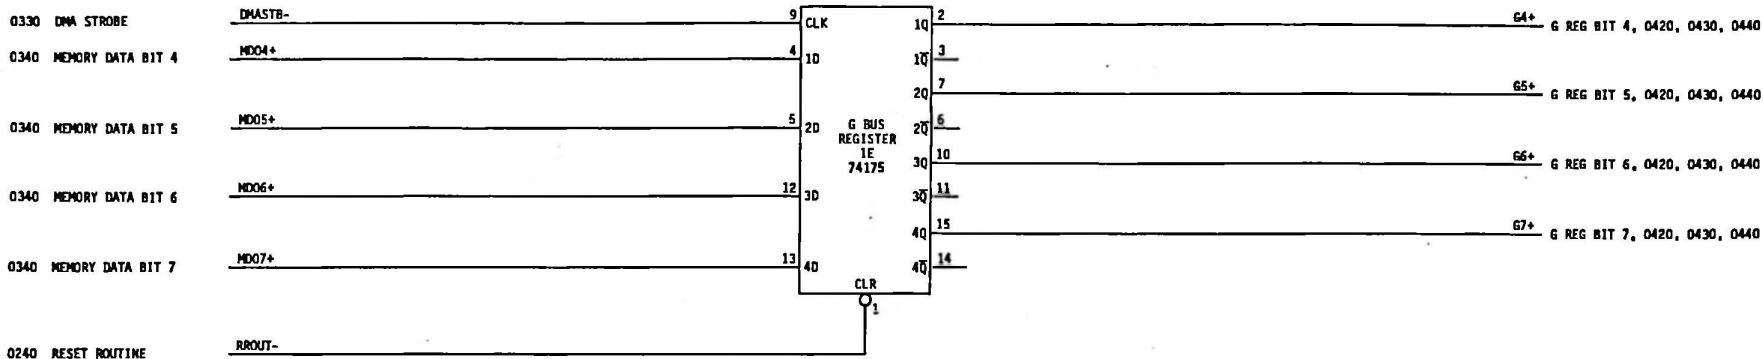 0330 DMA STROBE DMASTB- 9 CLK 1Q 2 G4+ G REG BIT 4, 0420, 0430, 0440
0340 MEMORY DATA BIT 4 MD04+ 4 1D 1Q̅ 3
2Q 7 G5+ G REG BIT 5, 0420, 0430, 0440
0340 MEMORY DATA BIT 5 MD05+ 5 2D 2Q̅ 6
G BUS
REGISTER
1E
74175
3Q 10 G6+ G REG BIT 6, 0420, 0430, 0440
0340 MEMORY DATA BIT 6 MD06+ 12 3D 3Q̅ 11
4Q 15 G7+ G REG BIT 7, 0420, 0430, 0440
0340 MEMORY DATA BIT 7 MD07+ 13 4D 4Q̅ 14
CLR
1
0240 RESET ROUTINE RROUT-